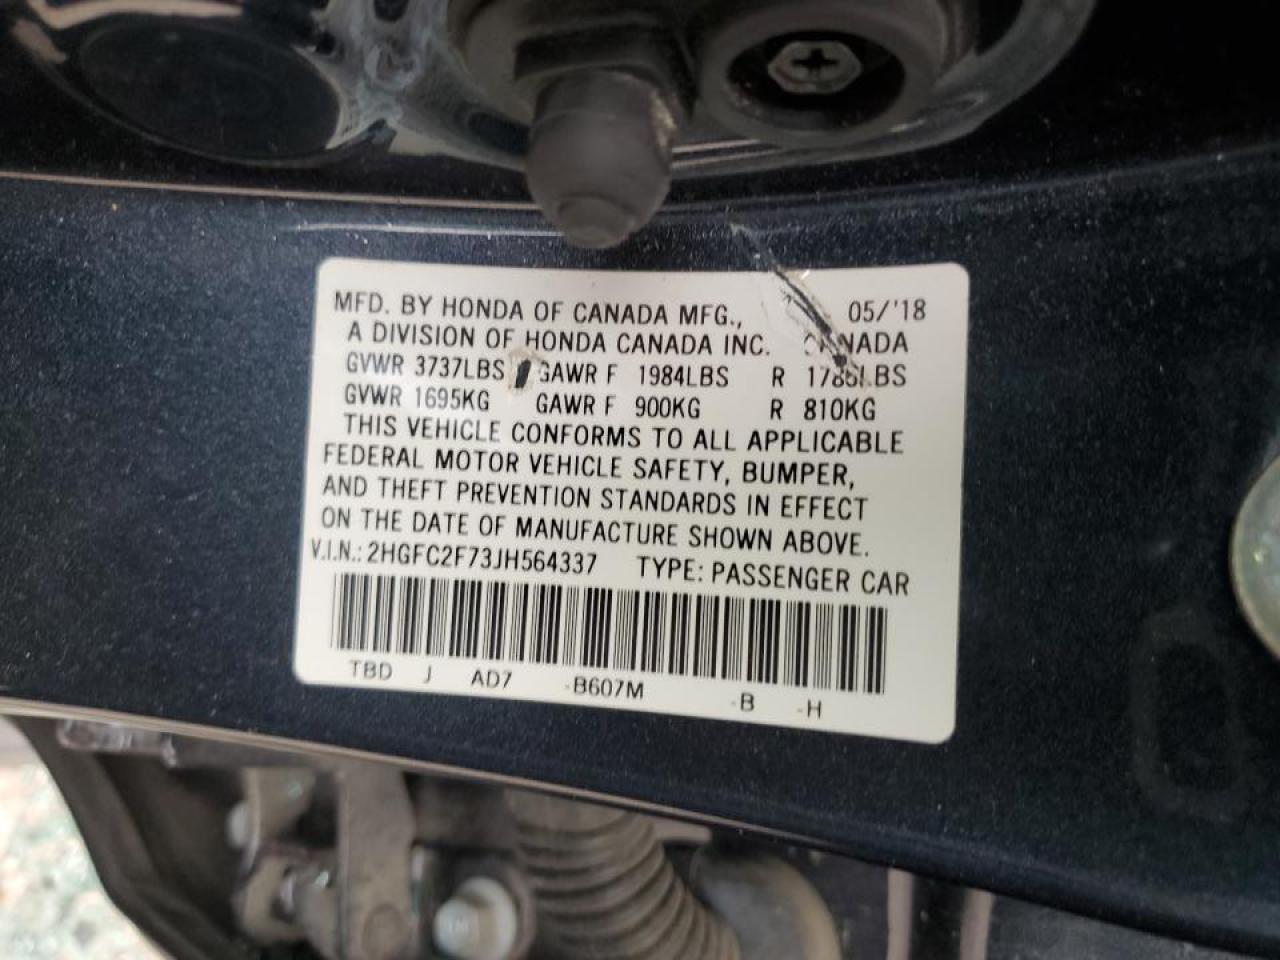 MFD. BY HONDA OF CANADA MFG., 05/'18
A DIVISION OF HONDA CANADA INC. CANADA
GVWR 3737LBS GAWR F 1984LBS R 1786LBS
GVWR 1695KG GAWR F 900KG R 810KG
THIS VEHICLE CONFORMS TO ALL APPLICABLE
FEDERAL MOTOR VEHICLE SAFETY, BUMPER,
AND THEFT PREVENTION STANDARDS IN EFFECT
ON THE DATE OF MANUFACTURE SHOWN ABOVE.
V.I.N.: 2HGFC2F73JH564337 TYPE: PASSENGER CAR
TBD J AD7 -B607M -B -H